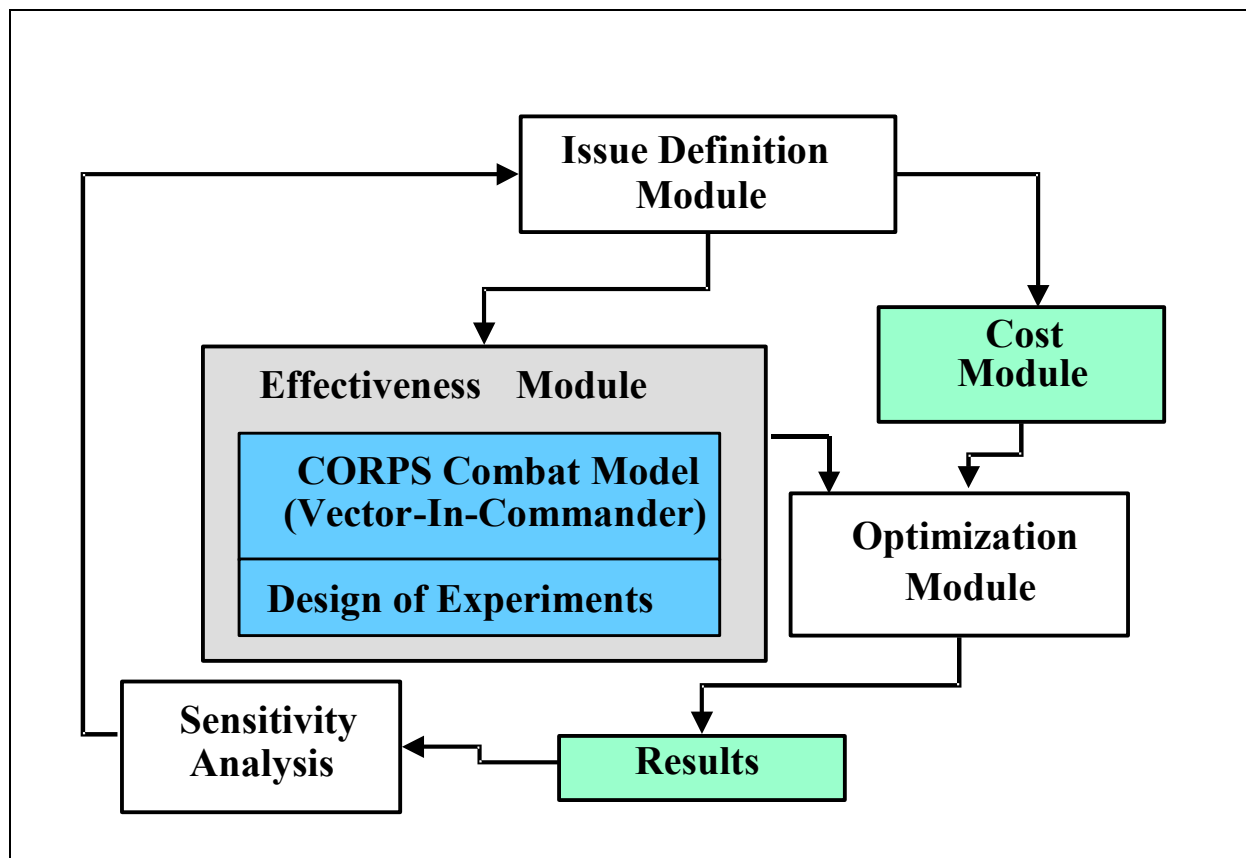 Issue Definition
Module
Cost
Module
Effectiveness Module
CORPS Combat Model
(Vector-In-Commander)
Design of Experiments
Optimization
Module
Sensitivity
Analysis
Results